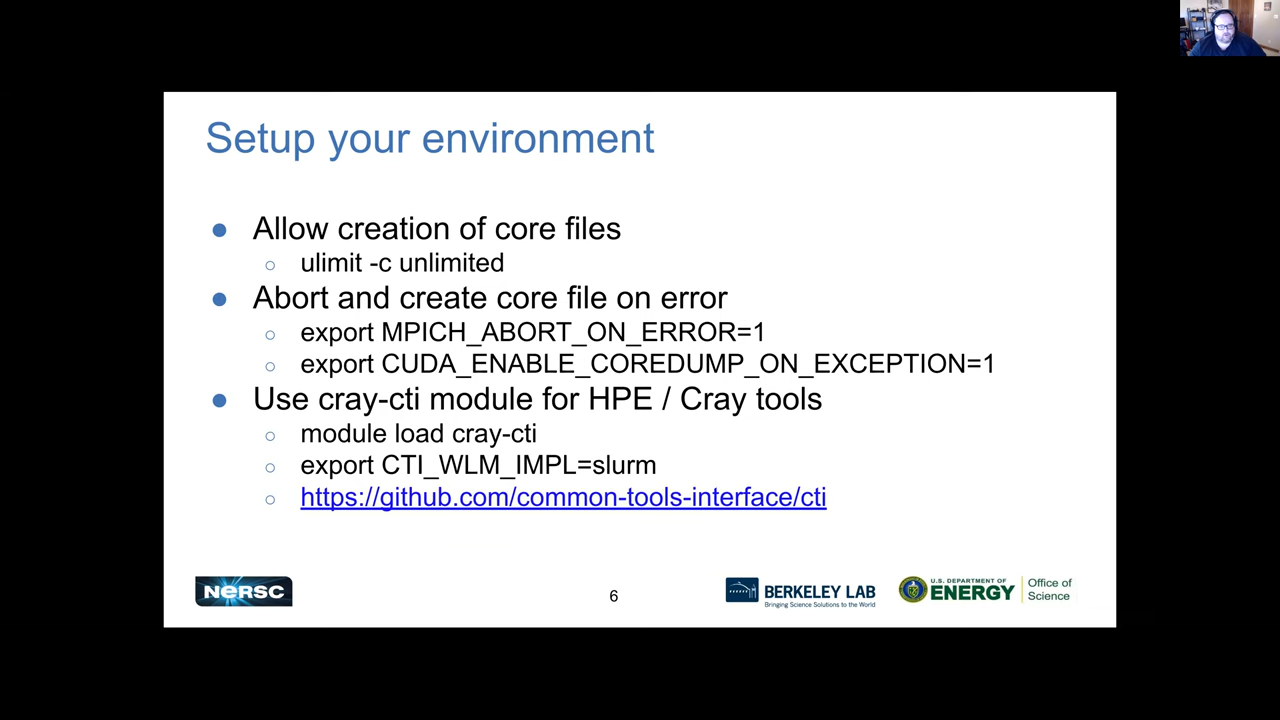 Setup your environment
● Allow creation of core files
○ ulimit -c unlimited
● Abort and create core file on error
○ export MPICH_ABORT_ON_ERROR=1
○ export CUDA_ENABLE_COREDUMP_ON_EXCEPTION=1
● Use cray-cti module for HPE / Cray tools
○ module load cray-cti
○ export CTI_WLM_IMPL=slurm
○ https://github.com/common-tools-interface/cti
NERSC
6
BERKELEY LAB
Bringing Science Solutions to the World
U.S. DEPARTMENT OF
ENERGY
Office of
Science